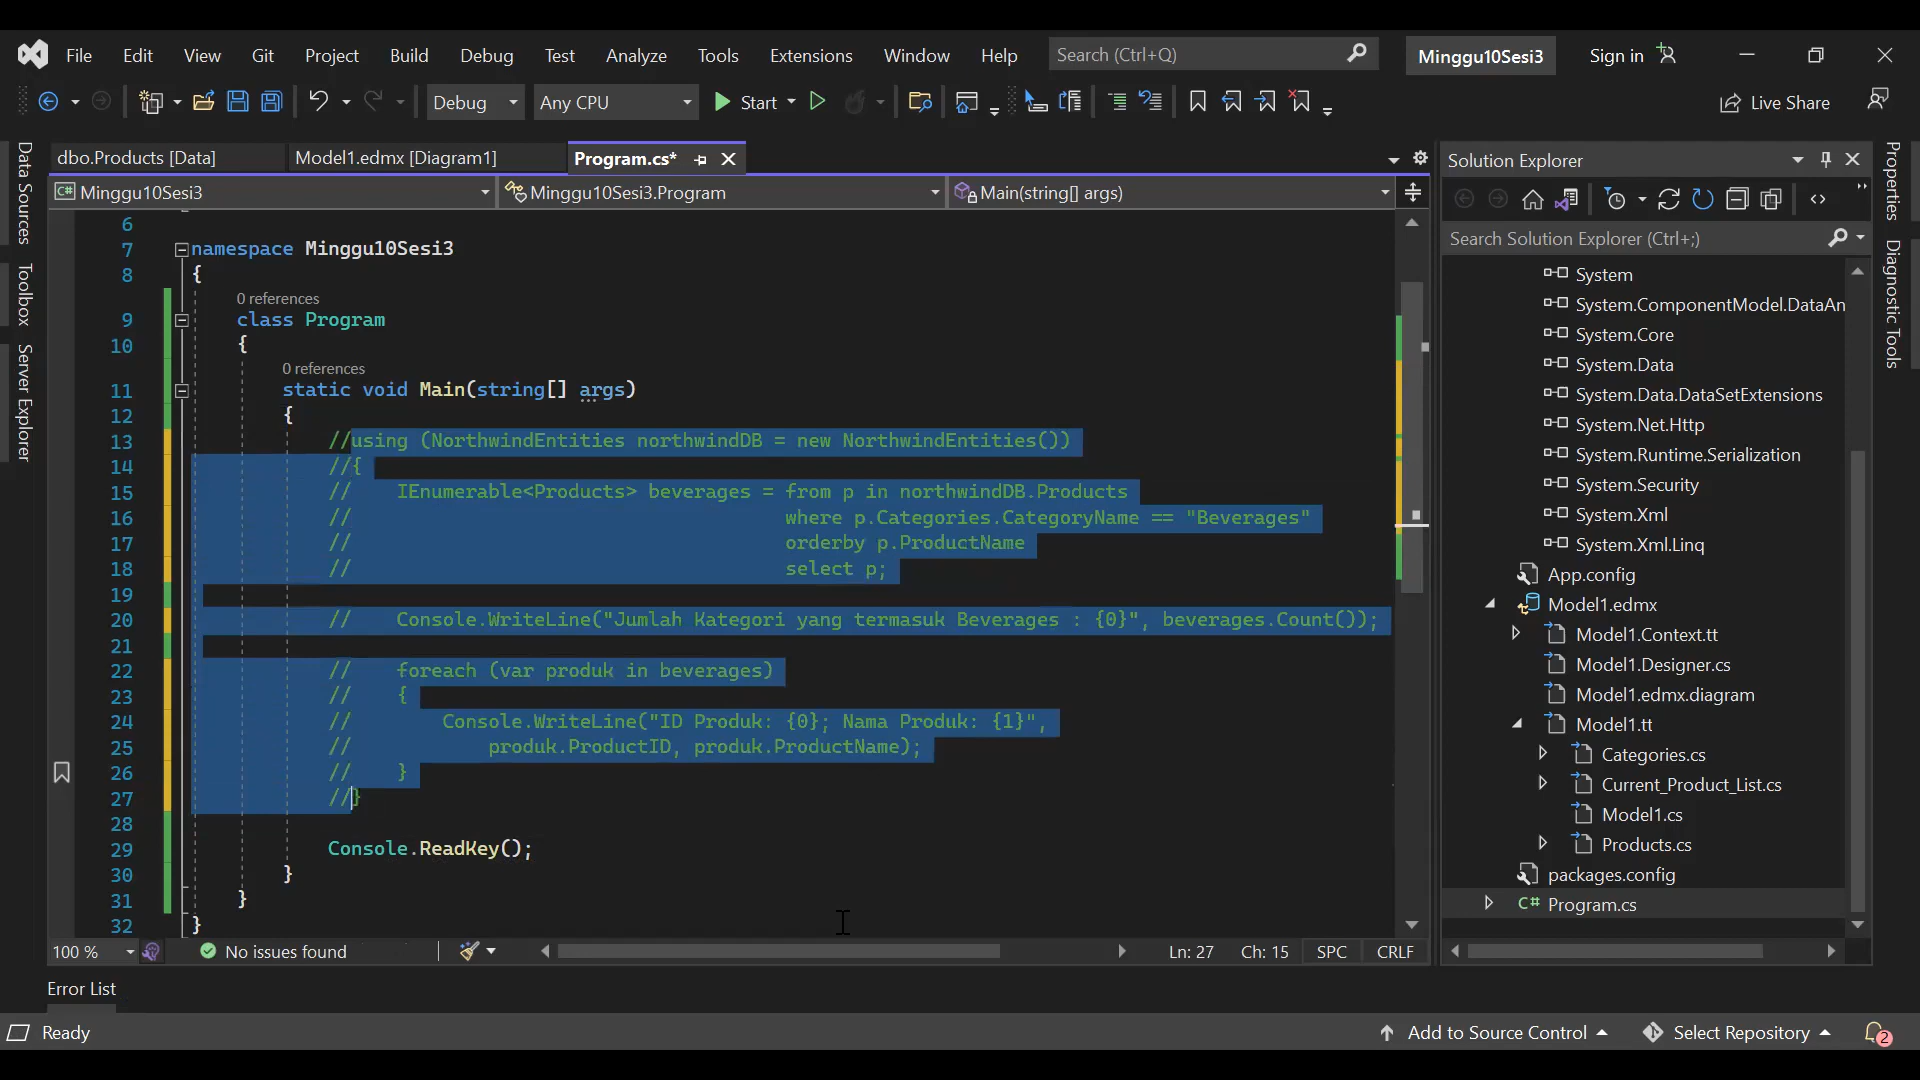 File Edit View Git Project Build Debug Test Analyze Tools Extensions Window Help Search (Ctrl+Q) Minggu10Sesi3 Sign in
Debug Any CPU Start Live Share
dbo.Products [Data] Model1.edmx [Diagram1] Program.cs*
C# Minggu10Sesi3 Minggu10Sesi3.Program Main(string[] args)
6
7 namespace Minggu10Sesi3
8 {
0 references
9 class Program
10 {
0 references
11 static void Main(string[] args)
12 {
13 //using (NorthwindEntities northwindDB = new NorthwindEntities())
14 //{
15 // IEnumerable<Products> beverages = from p in northwindDB.Products
16 // where p.Categories.CategoryName == "Beverages"
17 // orderby p.ProductName
18 // select p;
19
20 // Console.WriteLine("Jumlah Kategori yang termasuk Beverages : {0}", beverages.Count());
21
22 // foreach (var produk in beverages)
23 // {
24 // Console.WriteLine("ID Produk: {0}; Nama Produk: {1}",
25 // produk.ProductID, produk.ProductName);
26 // }
27 //}
28
29 Console.ReadKey();
30 }
31 }
32 }
100 % No issues found Ln: 27 Ch: 15 SPC CRLF
Error List
Ready Add to Source Control Select Repository 2
Data Sources
Toolbox
Server Explorer
Solution Explorer
Search Solution Explorer (Ctrl+;)
System
System.ComponentModel.DataAn
System.Core
System.Data
System.Data.DataSetExtensions
System.Net.Http
System.Runtime.Serialization
System.Security
System.Xml
System.Xml.Linq
App.config
Model1.edmx
Model1.Context.tt
Model1.Designer.cs
Model1.edmx.diagram
Model1.tt
Categories.cs
Current_Product_List.cs
Model1.cs
Products.cs
packages.config
C# Program.cs
Properties
Diagnostic Tools